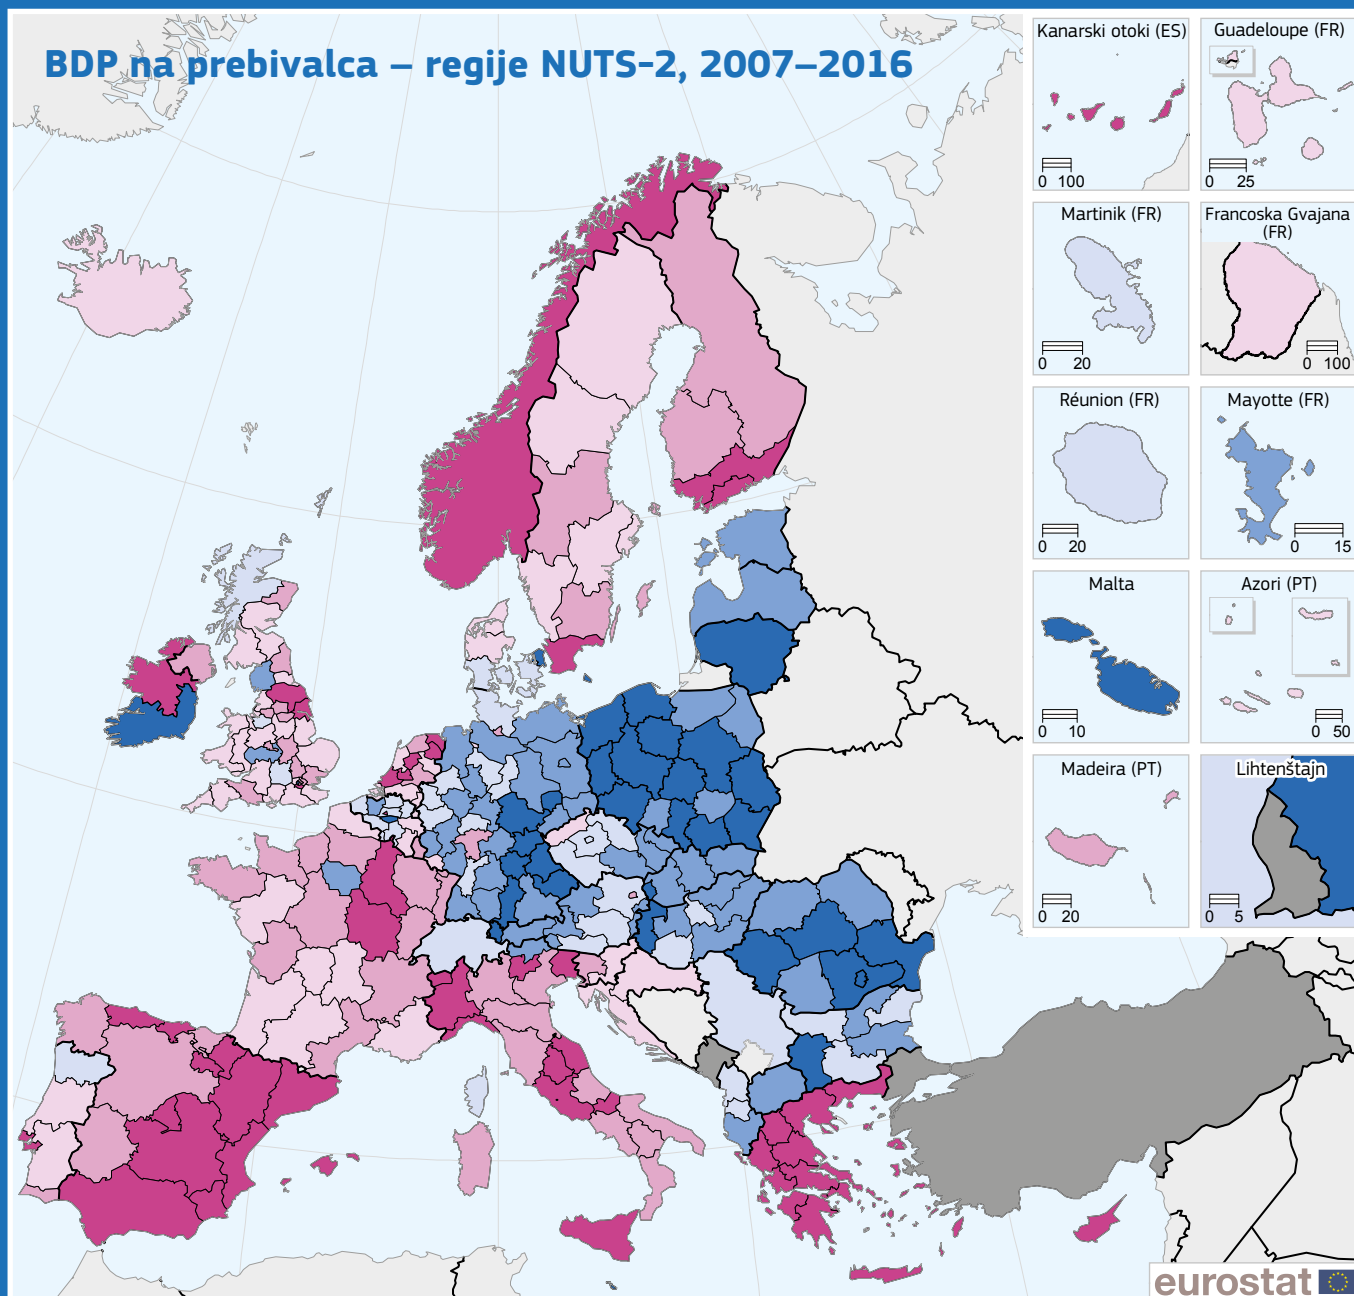 BDP na prebivalca – regije NUTS-2, 2007–2016
Kanarski otoki (ES)
0 100
Guadeloupe (FR)
0 25
Martinik (FR)
0 20
Francoska Gvajana
(FR)
0 100
Réunion (FR)
0 20
Mayotte (FR)
0 15
Malta
0 10
Azori (PT)
0 50
Madeira (PT)
0 20
Lihtenštajn
0 5
eurostat